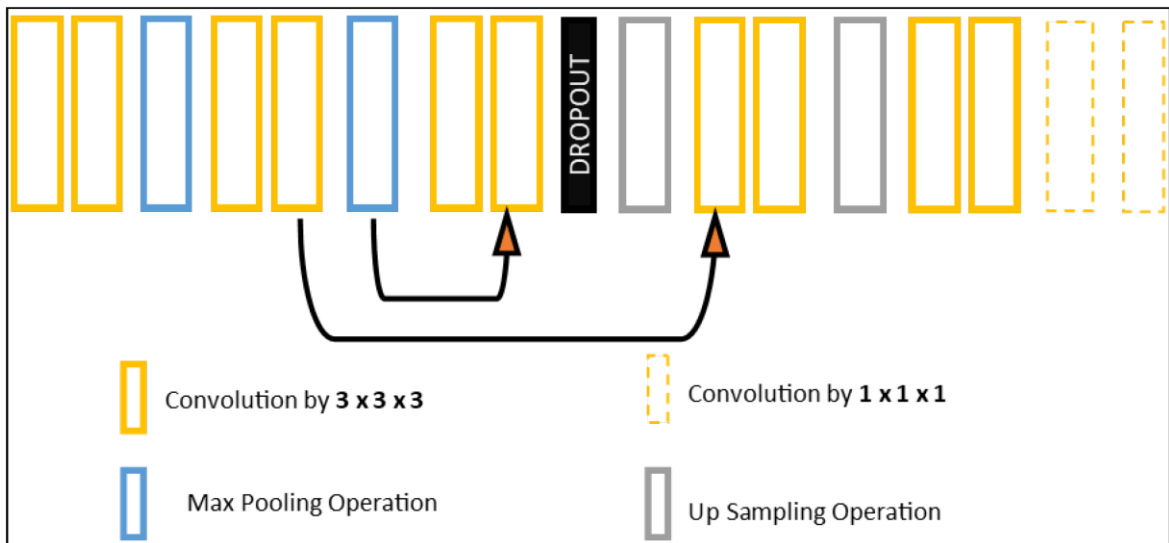 DROPOUT
Convolution by 3 x 3 x 3
Convolution by 1 x 1 x 1
Max Pooling Operation
Up Sampling Operation